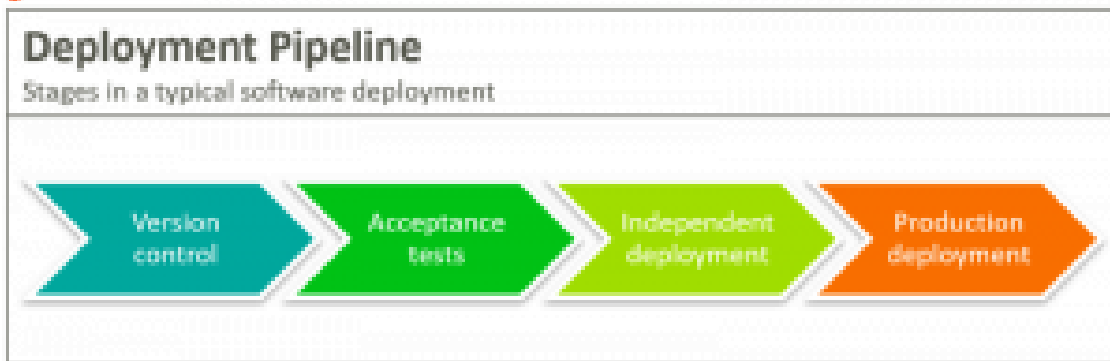 Deployment Pipeline
Stages in a typical software deployment
Version
control
Acceptance
tests
Independent
deployment
Production
deployment